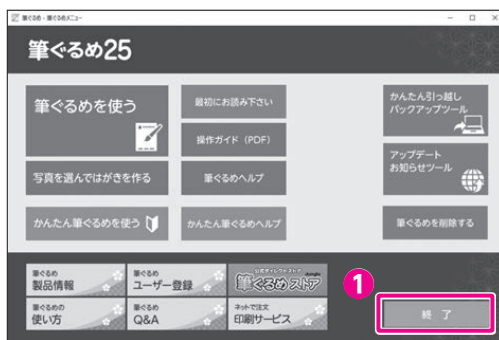 筆ぐるめ - 筆ぐるめメニュー
筆ぐるめ25
筆ぐるめを使う
最初にお読み下さい
かんたん引っ越し
バックアップツール
操作ガイド（PDF）
写真を選んではがきを作る
筆ぐるめヘルプ
アップデート
お知らせツール
かんたん筆ぐるめを使う
かんたん筆ぐるめヘルプ
筆ぐるめを削除する
筆ぐるめ
製品情報
筆ぐるめ
ユーザー登録
公式ダイレクトストア
筆ぐるめストア
筆ぐるめの
使い方
筆ぐるめ
Q&A
ネットで注文
印刷サービス
1
終了